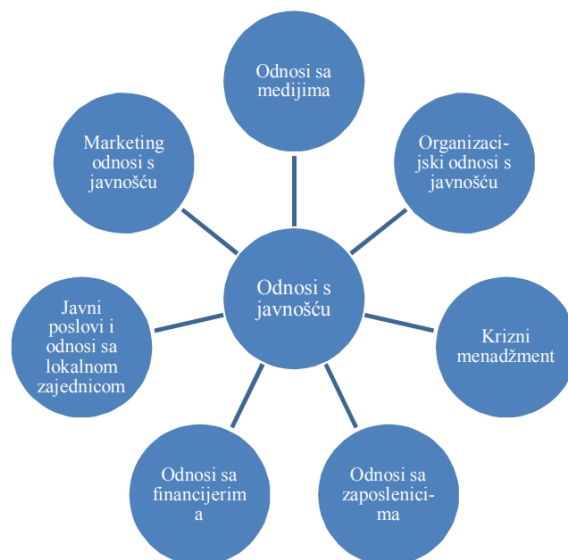 Odnosi sa
medijima
Marketing
odnosi s
javnošću
Organizaci-
jski odnosi s
javnošću
Odnosi s
javnošću
Javni
poslovi i
odnosi sa
lokalnom
zajednicom
Krizni
menadžment
Odnosi sa
financijerim
a
Odnosi sa
zaposlenici-
ma